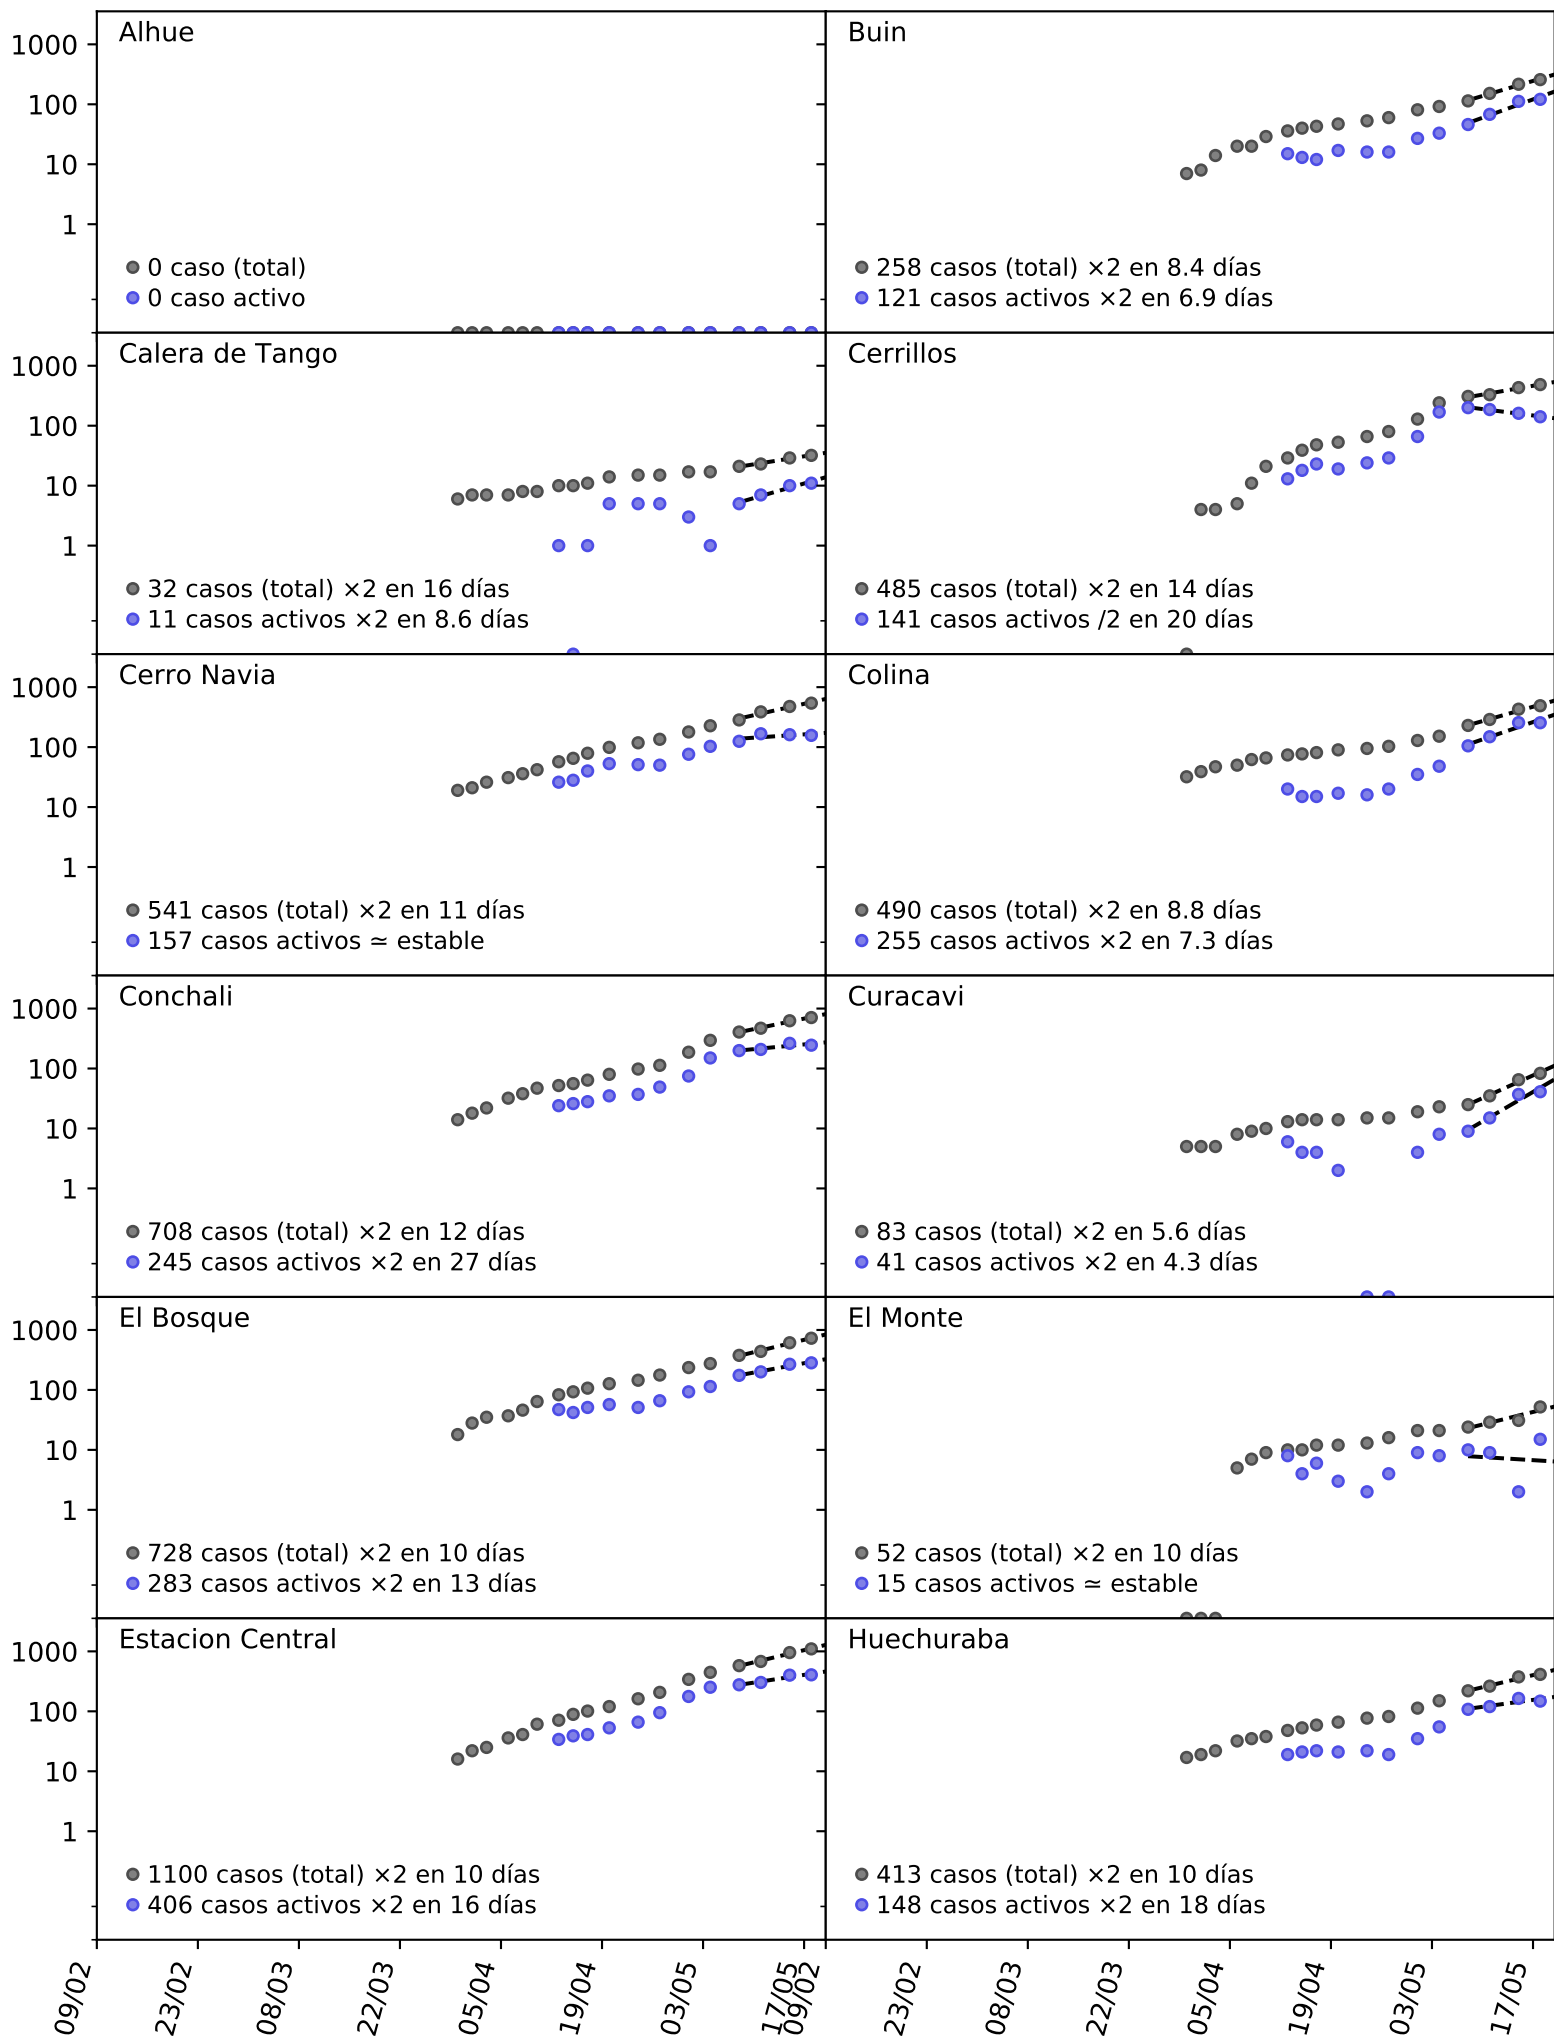 Alhue
1000
100
10
1
0 caso (total)
0 caso activo
Buin
258 casos (total) ×2 en 8.4 días
121 casos activos ×2 en 6.9 días
Calera de Tango
1000
100
10
1
32 casos (total) ×2 en 16 días
11 casos activos ×2 en 8.6 días
Cerrillos
485 casos (total) ×2 en 14 días
141 casos activos /2 en 20 días
Cerro Navia
1000
100
10
1
541 casos (total) ×2 en 11 días
157 casos activos ≃ estable
Colina
490 casos (total) ×2 en 8.8 días
255 casos activos ×2 en 7.3 días
Conchali
1000
100
10
1
708 casos (total) ×2 en 12 días
245 casos activos ×2 en 27 días
Curacavi
83 casos (total) ×2 en 5.6 días
41 casos activos ×2 en 4.3 días
El Bosque
1000
100
10
1
728 casos (total) ×2 en 10 días
283 casos activos ×2 en 13 días
El Monte
52 casos (total) ×2 en 10 días
15 casos activos ≃ estable
Estacion Central
1000
100
10
1
1100 casos (total) ×2 en 10 días
406 casos activos ×2 en 16 días
Huechuraba
413 casos (total) ×2 en 10 días
148 casos activos ×2 en 18 días
09/02
23/02
08/03
22/03
05/04
19/04
03/05
17/05
09/02
23/02
08/03
22/03
05/04
19/04
03/05
17/05